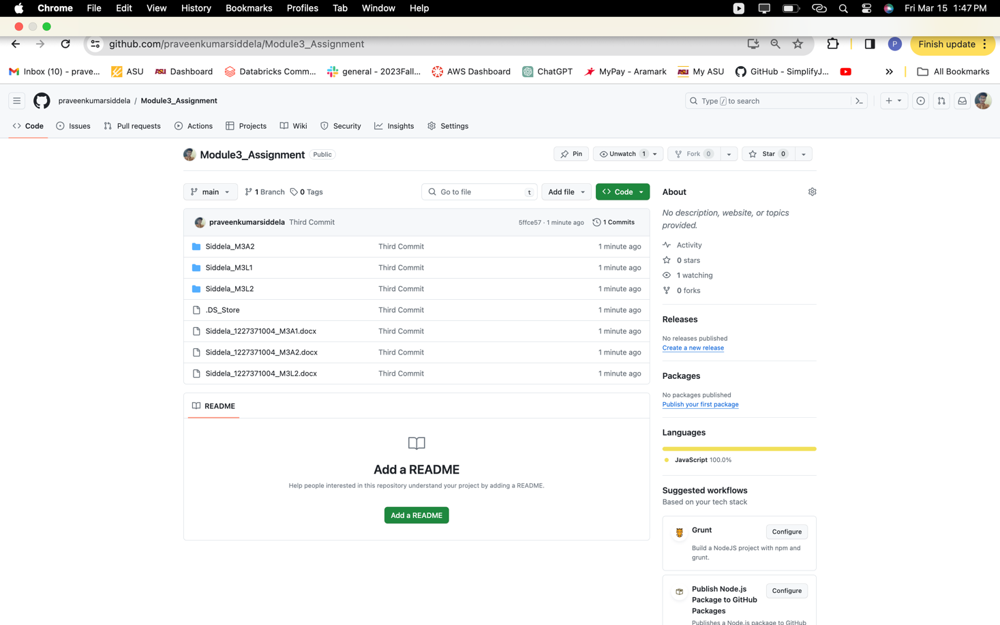 Chrome File Edit View History Bookmarks Profiles Tab Window Help Fri Mar 15 1:47 PM
github.com/praveenkumarsiddela/Module3_Assignment P Finish update
Inbox (10) - prave... ASU ASU Dashboard Databricks Comm... general - 2023Fall... AWS Dashboard ChatGPT MyPay - Aramark ASU My ASU GitHub - SimplifyJ... » All Bookmarks
praveenkumarsiddela / Module3_Assignment Type / to search
Code Issues Pull requests Actions Projects Wiki Security Insights Settings
Module3_Assignment Public Pin Unwatch 1 Fork 0 Star 0
main 1 Branch 0 Tags Go to file t Add file <> Code
praveenkumarsiddela Third Commit 5ffce57 · 1 minute ago 1 Commits
Siddela_M3A2 Third Commit 1 minute ago
Siddela_M3L1 Third Commit 1 minute ago
Siddela_M3L2 Third Commit 1 minute ago
.DS_Store Third Commit 1 minute ago
Siddela_1227371004_M3A1.docx Third Commit 1 minute ago
Siddela_1227371004_M3A2.docx Third Commit 1 minute ago
Siddela_1227371004_M3L2.docx Third Commit 1 minute ago
README
Add a README
Help people interested in this repository understand your project by adding a README.
Add a README
About
No description, website, or topics
provided.
Activity
0 stars
1 watching
0 forks
Releases
No releases published
Create a new release
Packages
No packages published
Publish your first package
Languages
JavaScript 100.0%
Suggested workflows
Based on your tech stack
Grunt Configure
Build a NodeJS project with npm and
grunt.
Publish Node.js Configure
Package to GitHub
Packages
Publishes a Node.js package to GitHub